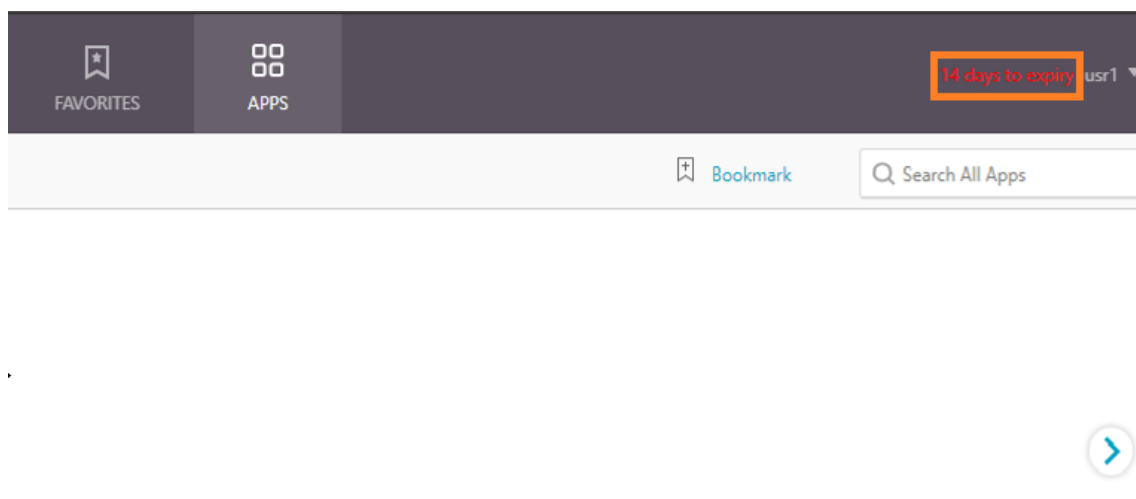 FAVORITES
APPS
14 days to expiry
usr1
Bookmark
Search All Apps